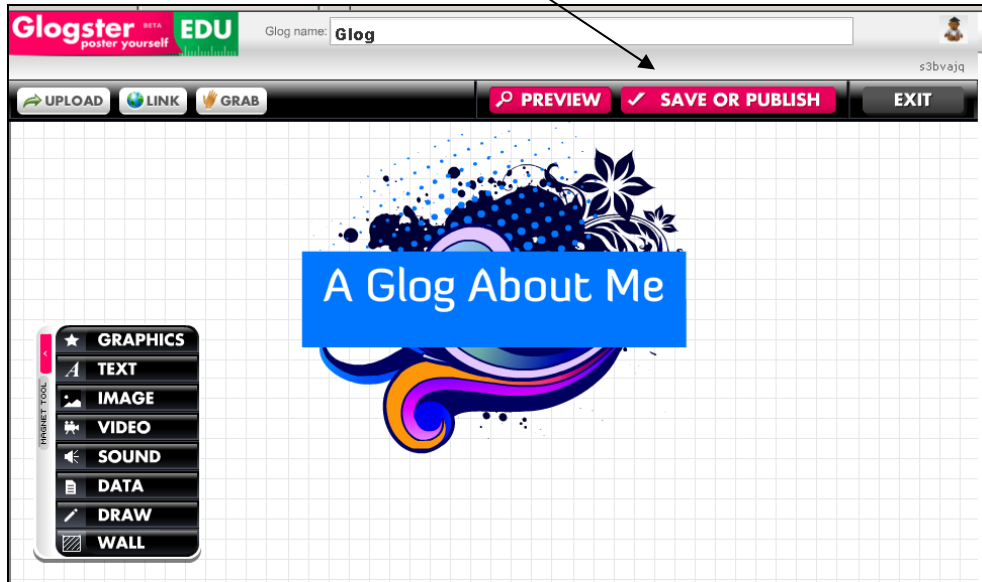 Glogster BETA EDU
poster yourself
Glog name: Glog
s3bvajq
UPLOAD LINK GRAB PREVIEW SAVE OR PUBLISH EXIT
A Glog About Me
MAGNET TOOL
GRAPHICS
TEXT
IMAGE
VIDEO
SOUND
DATA
DRAW
WALL